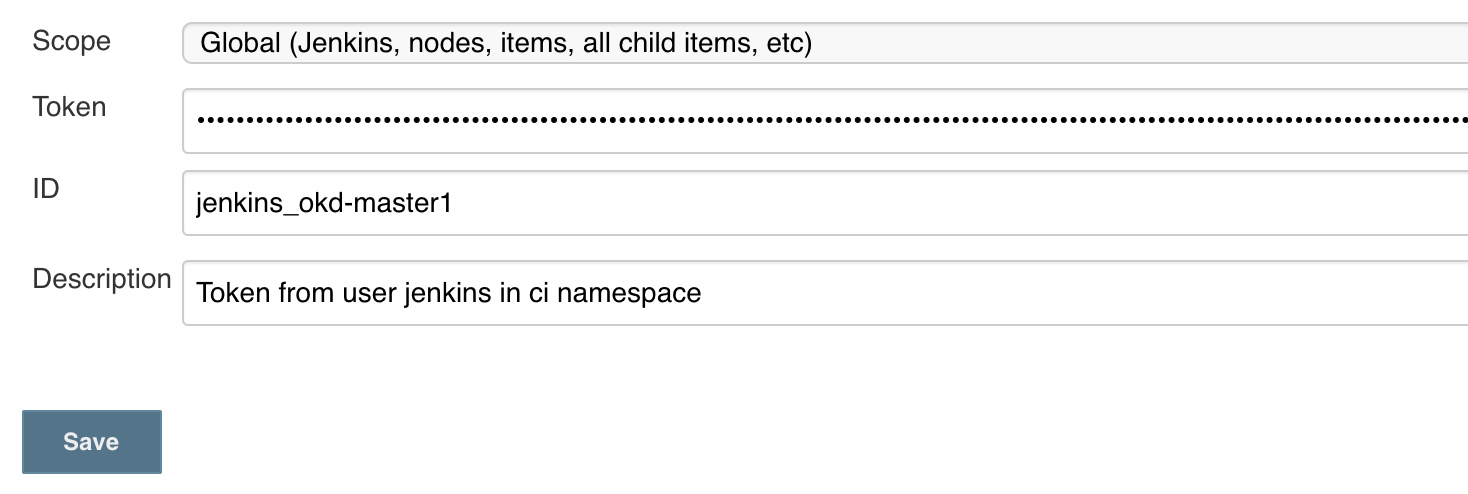 Scope Global (Jenkins, nodes, items, all child items, etc)
Token
ID jenkins_okd-master1
Description Token from user jenkins in ci namespace
Save